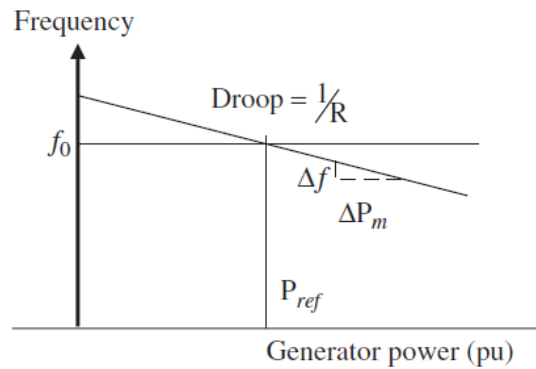 Frequency
Droop = 1/R
f0
Δf
ΔPm
Pref
Generator power (pu)